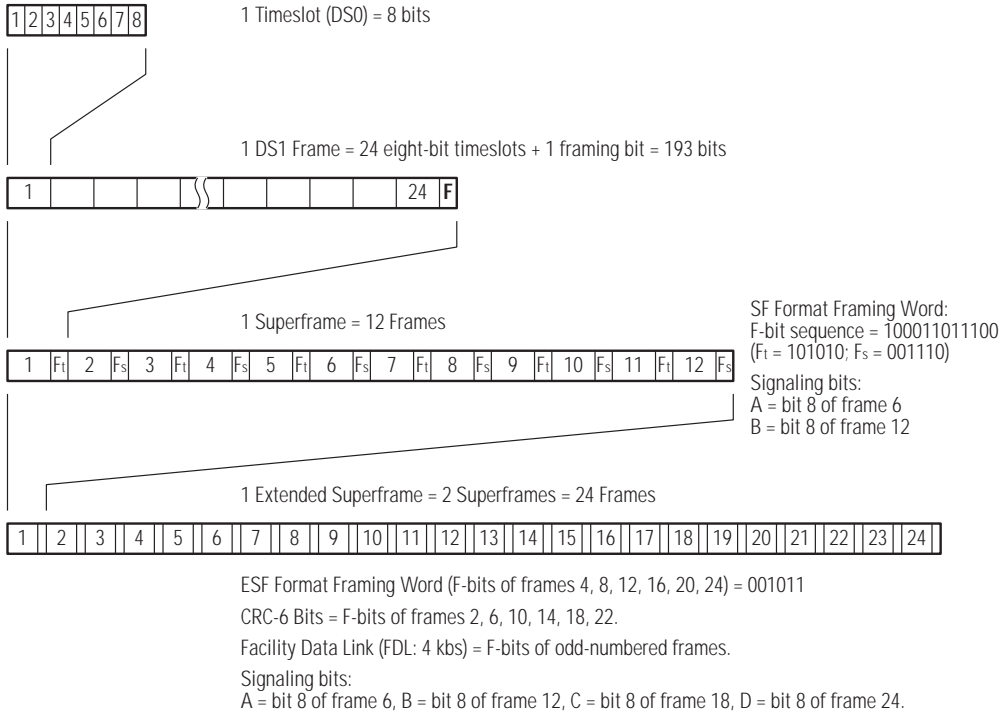 1 2 3 4 5 6 7 8
1 Timeslot (DS0) = 8 bits
1 DS1 Frame = 24 eight-bit timeslots + 1 framing bit = 193 bits
1 24 F
1 Superframe = 12 Frames
SF Format Framing Word:
F-bit sequence = 100011011100
(Ft = 101010; Fs = 001110)
Signaling bits:
A = bit 8 of frame 6
B = bit 8 of frame 12
1 Ft 2 Fs 3 Ft 4 Fs 5 Ft 6 Fs 7 Ft 8 Fs 9 Ft 10 Fs 11 Ft 12 Fs
1 Extended Superframe = 2 Superframes = 24 Frames
1 2 3 4 5 6 7 8 9 10 11 12 13 14 15 16 17 18 19 20 21 22 23 24
ESF Format Framing Word (F-bits of frames 4, 8, 12, 16, 20, 24) = 001011
CRC-6 Bits = F-bits of frames 2, 6, 10, 14, 18, 22.
Facility Data Link (FDL: 4 kbs) = F-bits of odd-numbered frames.
Signaling bits:
A = bit 8 of frame 6, B = bit 8 of frame 12, C = bit 8 of frame 18, D = bit 8 of frame 24.